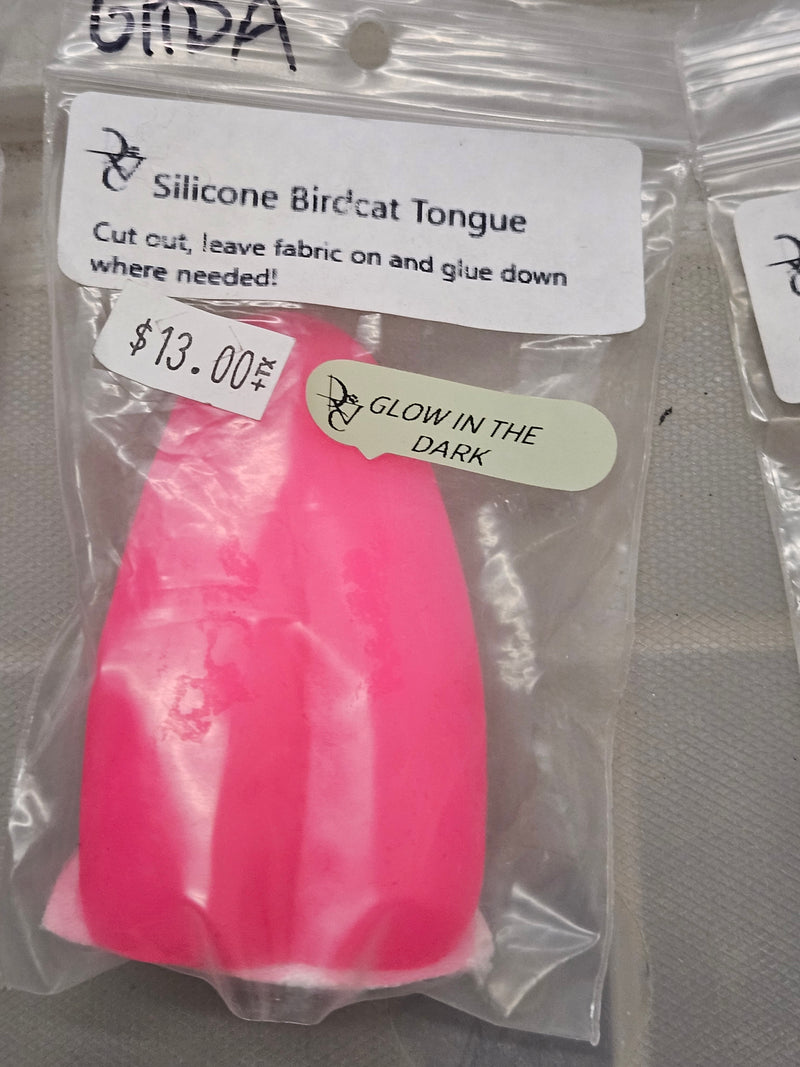 Silicone Birdcat Tongue
Cut out, leave fabric on and glue down
where needed!
$13.00+TX
GLOW IN THE
DARK